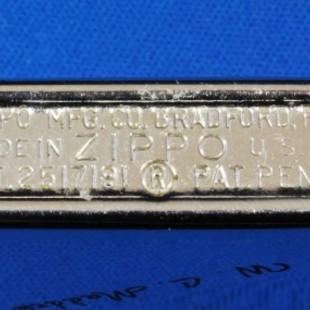 PO MFG. CO. BRADFORD, P
DE IN ZIPPO U.S.
T. 2517191 ® PAT. PEN